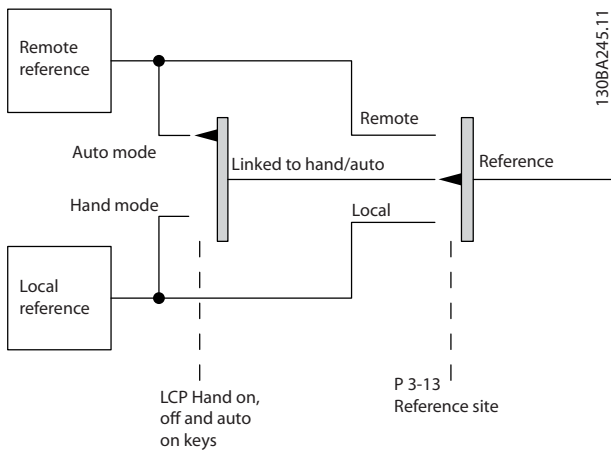 130BA245.11
Remote
reference
Remote
Auto mode
Linked to hand/auto
Reference
Hand mode
Local
Local
reference
LCP Hand on,
off and auto
on keys
P 3-13
Reference site